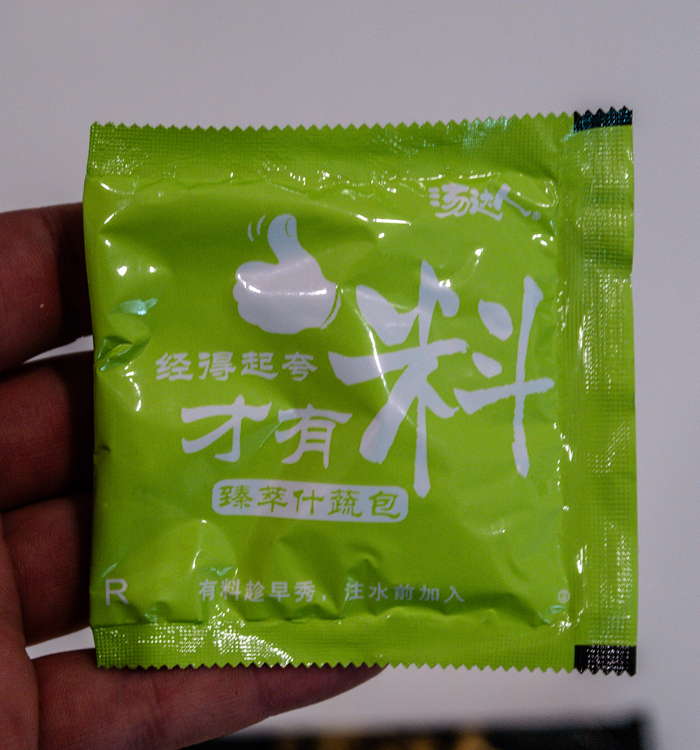 汤达人
经得起夸
才有料
臻萃什蔬包
R
有料趁早秀，注水前加入